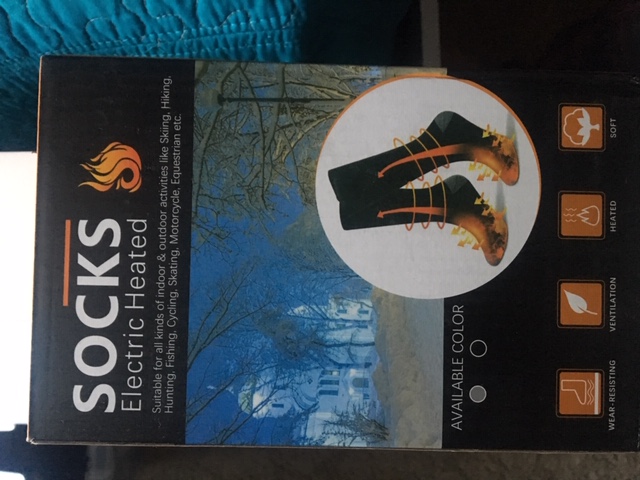 SOCKS
Electric Heated
Suitable for all kinds of indoor & outdoor activities like Skiing, Hiking,
Hunting, Fishing, Cycling, Skating, Motorcycle, Equestrian etc.
AVAILABLE COLOR
WEAR-RESISTING VENTILATION HEATED SOFT